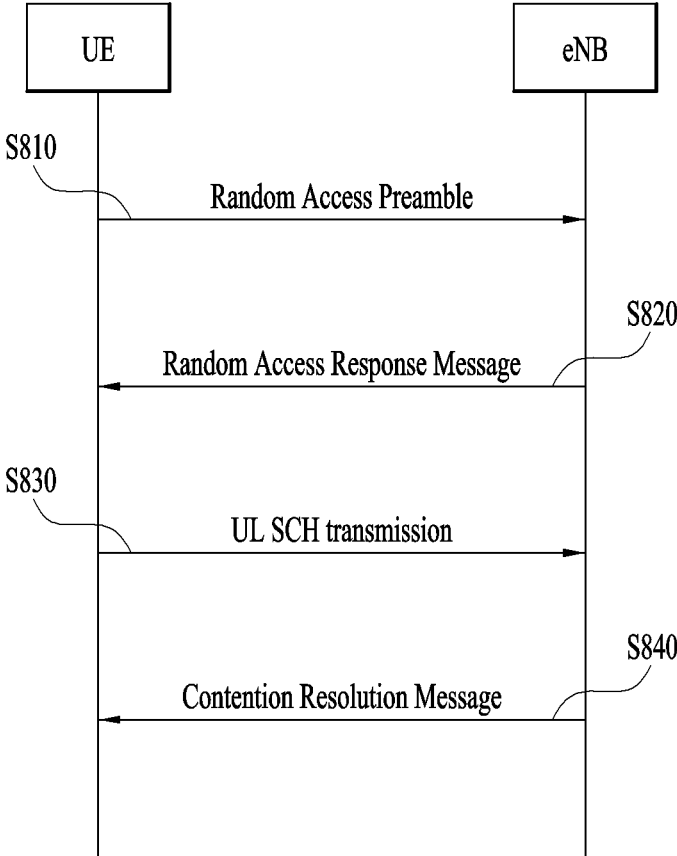 UE
eNB
S810
Random Access Preamble
S820
Random Access Response Message
S830
UL SCH transmission
S840
Contention Resolution Message